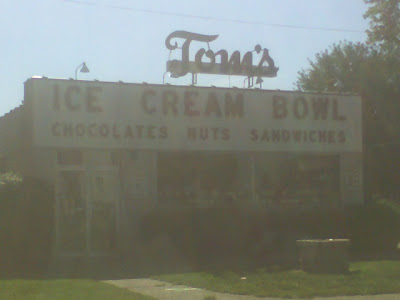 Tom's
ICE CREAM BOWL
CHOCOLATES NUTS SANDWICHES